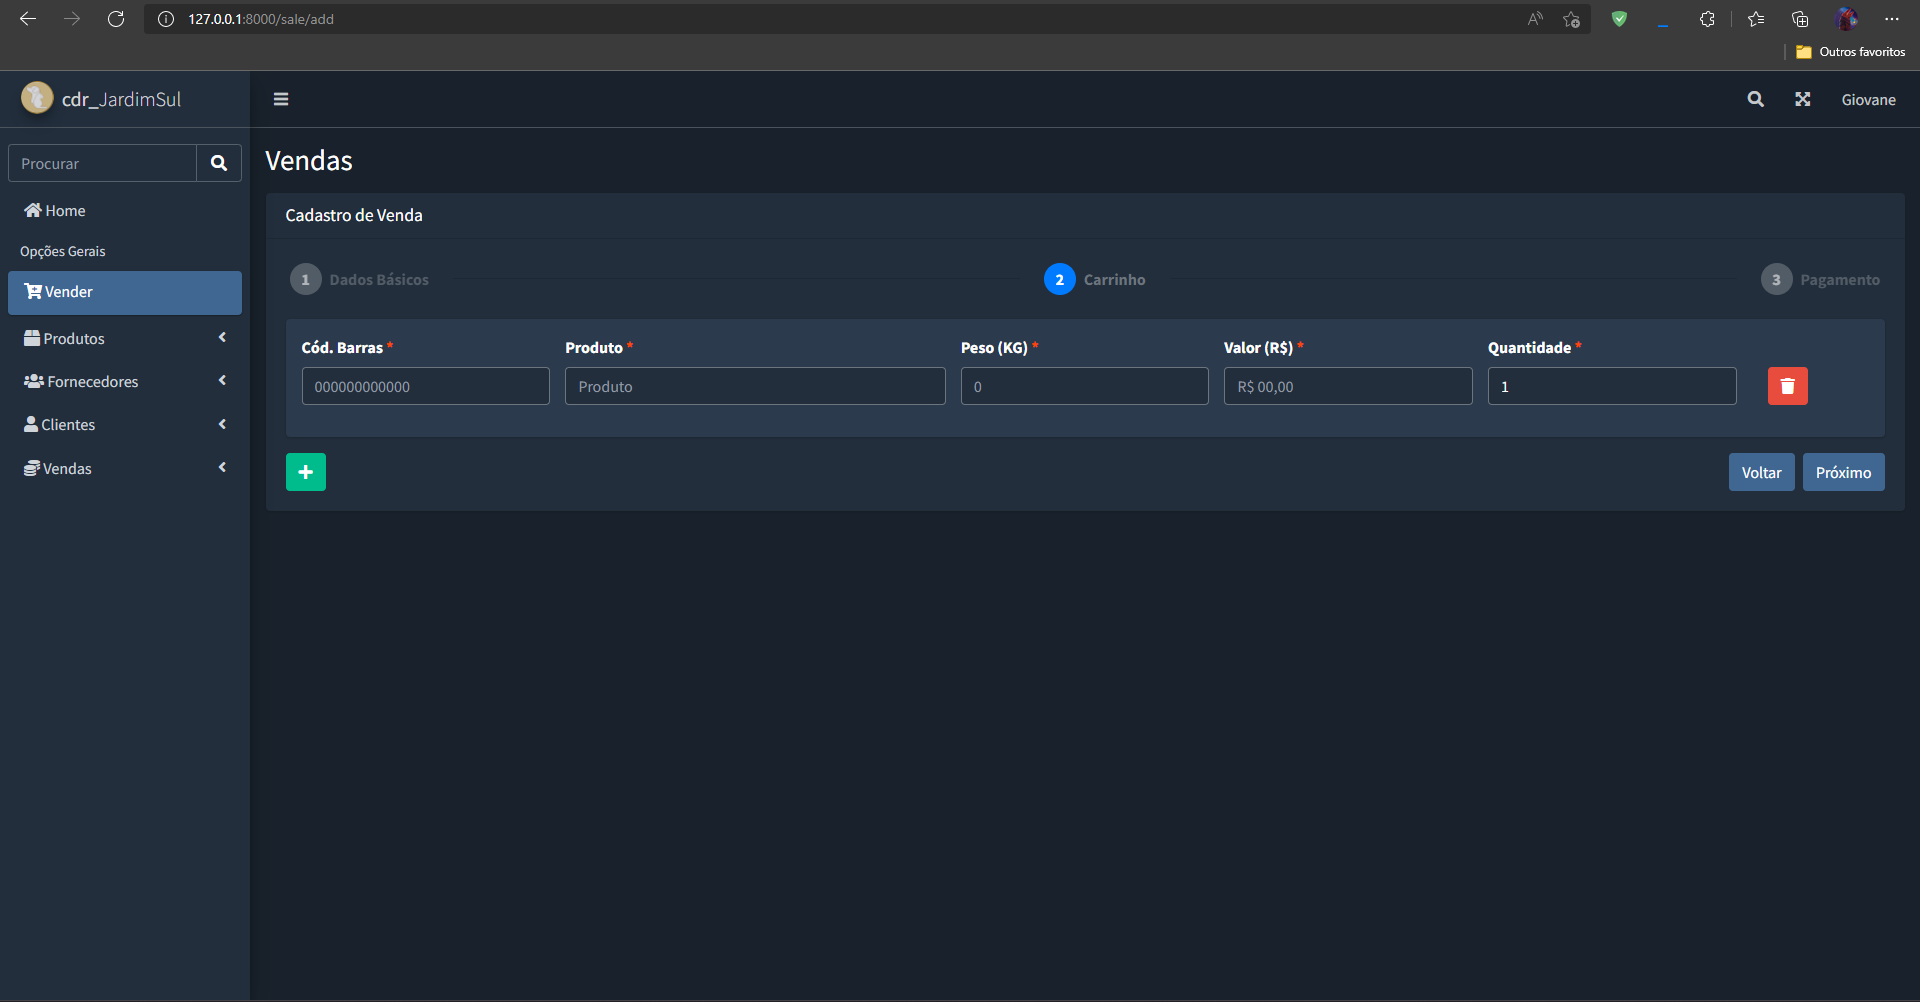 127.0.0.1:8000/sale/add
Outros favoritos
cdr_JardimSul
Giovane
Procurar
Home
Opções Gerais
Vender
Produtos
Fornecedores
Clientes
Vendas
Vendas
Cadastro de Venda
1 Dados Básicos 2 Carrinho 3 Pagamento
Cód. Barras * Produto * Peso (KG) * Valor (R$) * Quantidade *
000000000000 Produto 0 R$ 00,00 1
Voltar Próximo